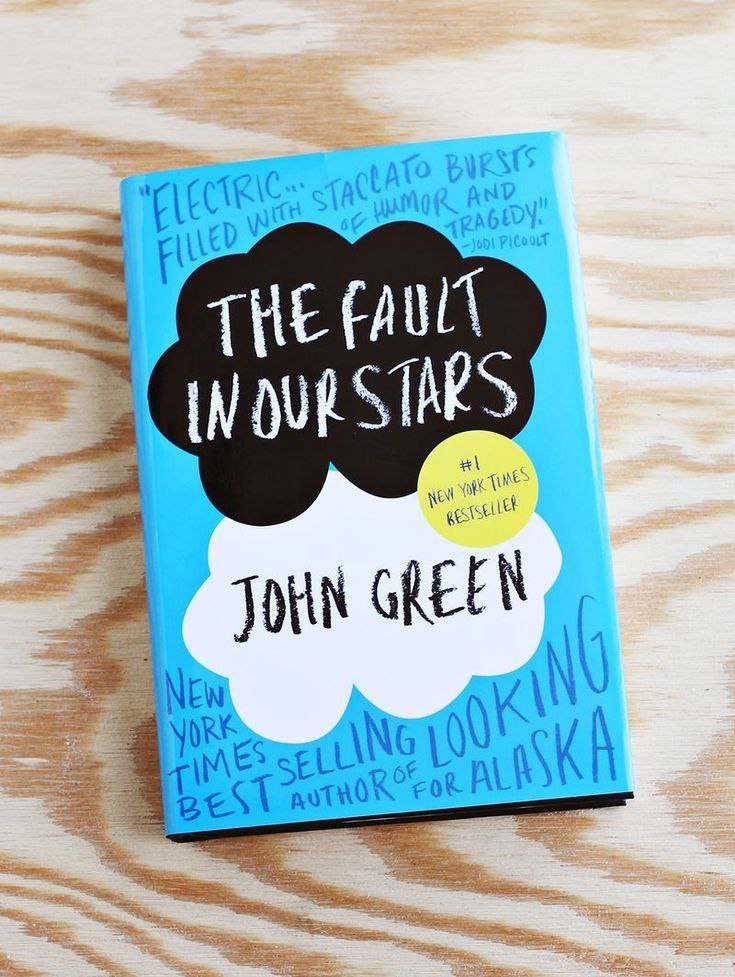 "ELECTRIC...
FILLED WITH STACCATO BURSTS
OF HUMOR AND
TRAGEDY."
-JODI PICOULT
THE FAULT
IN OUR STARS
#1
NEW YORK TIMES
BESTSELLER
JOHN GREEN
NEW
YORK
TIMES
BEST SELLING
AUTHOR OF
LOOKING
FOR ALASKA